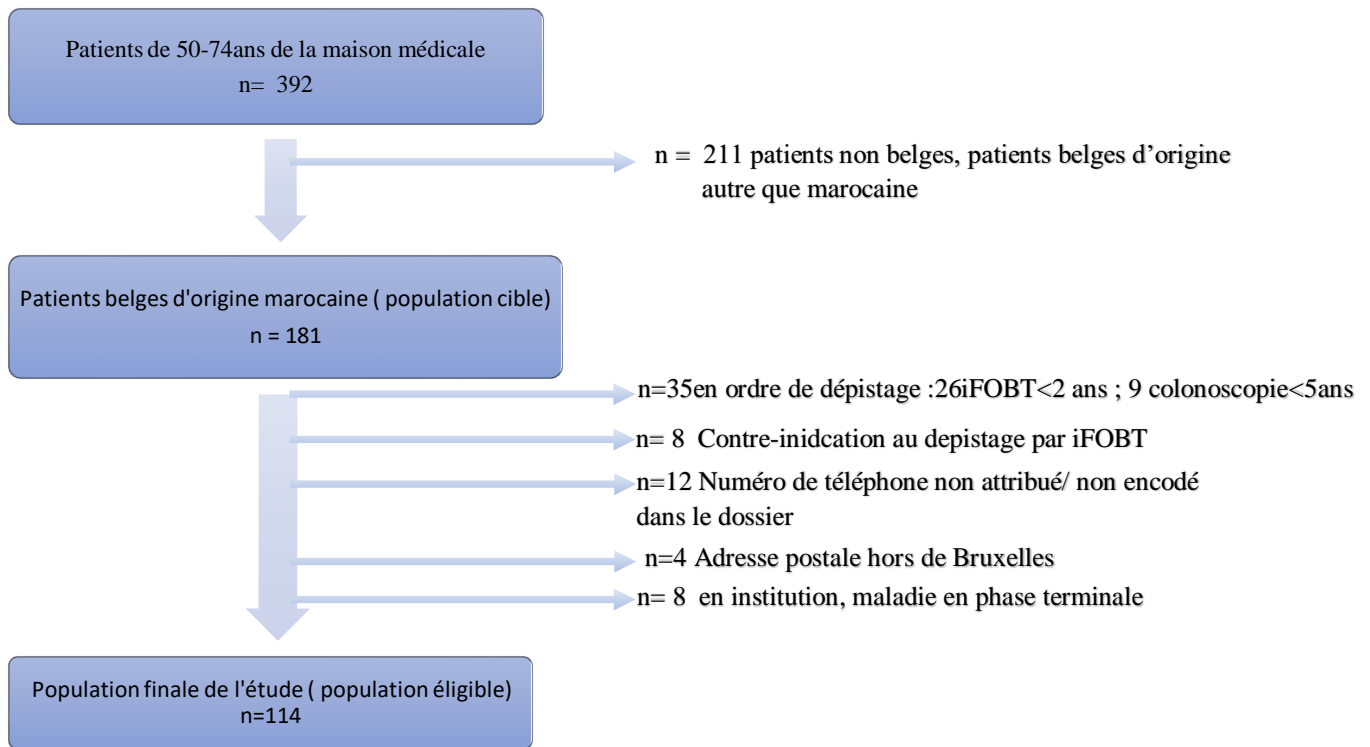 Patients de 50-74ans de la maison médicale
n= 392
n = 211 patients non belges, patients belges d’origine
autre que marocaine
Patients belges d'origine marocaine ( population cible)
n = 181
n=35en ordre de dépistage :26iFOBT<2 ans ; 9 colonoscopie<5ans
n= 8 Contre-inidcation au depistage par iFOBT
n=12 Numéro de téléphone non attribué/ non encodé
dans le dossier
n=4 Adresse postale hors de Bruxelles
n= 8 en institution, maladie en phase terminale
Population finale de l'étude ( population éligible)
n=114